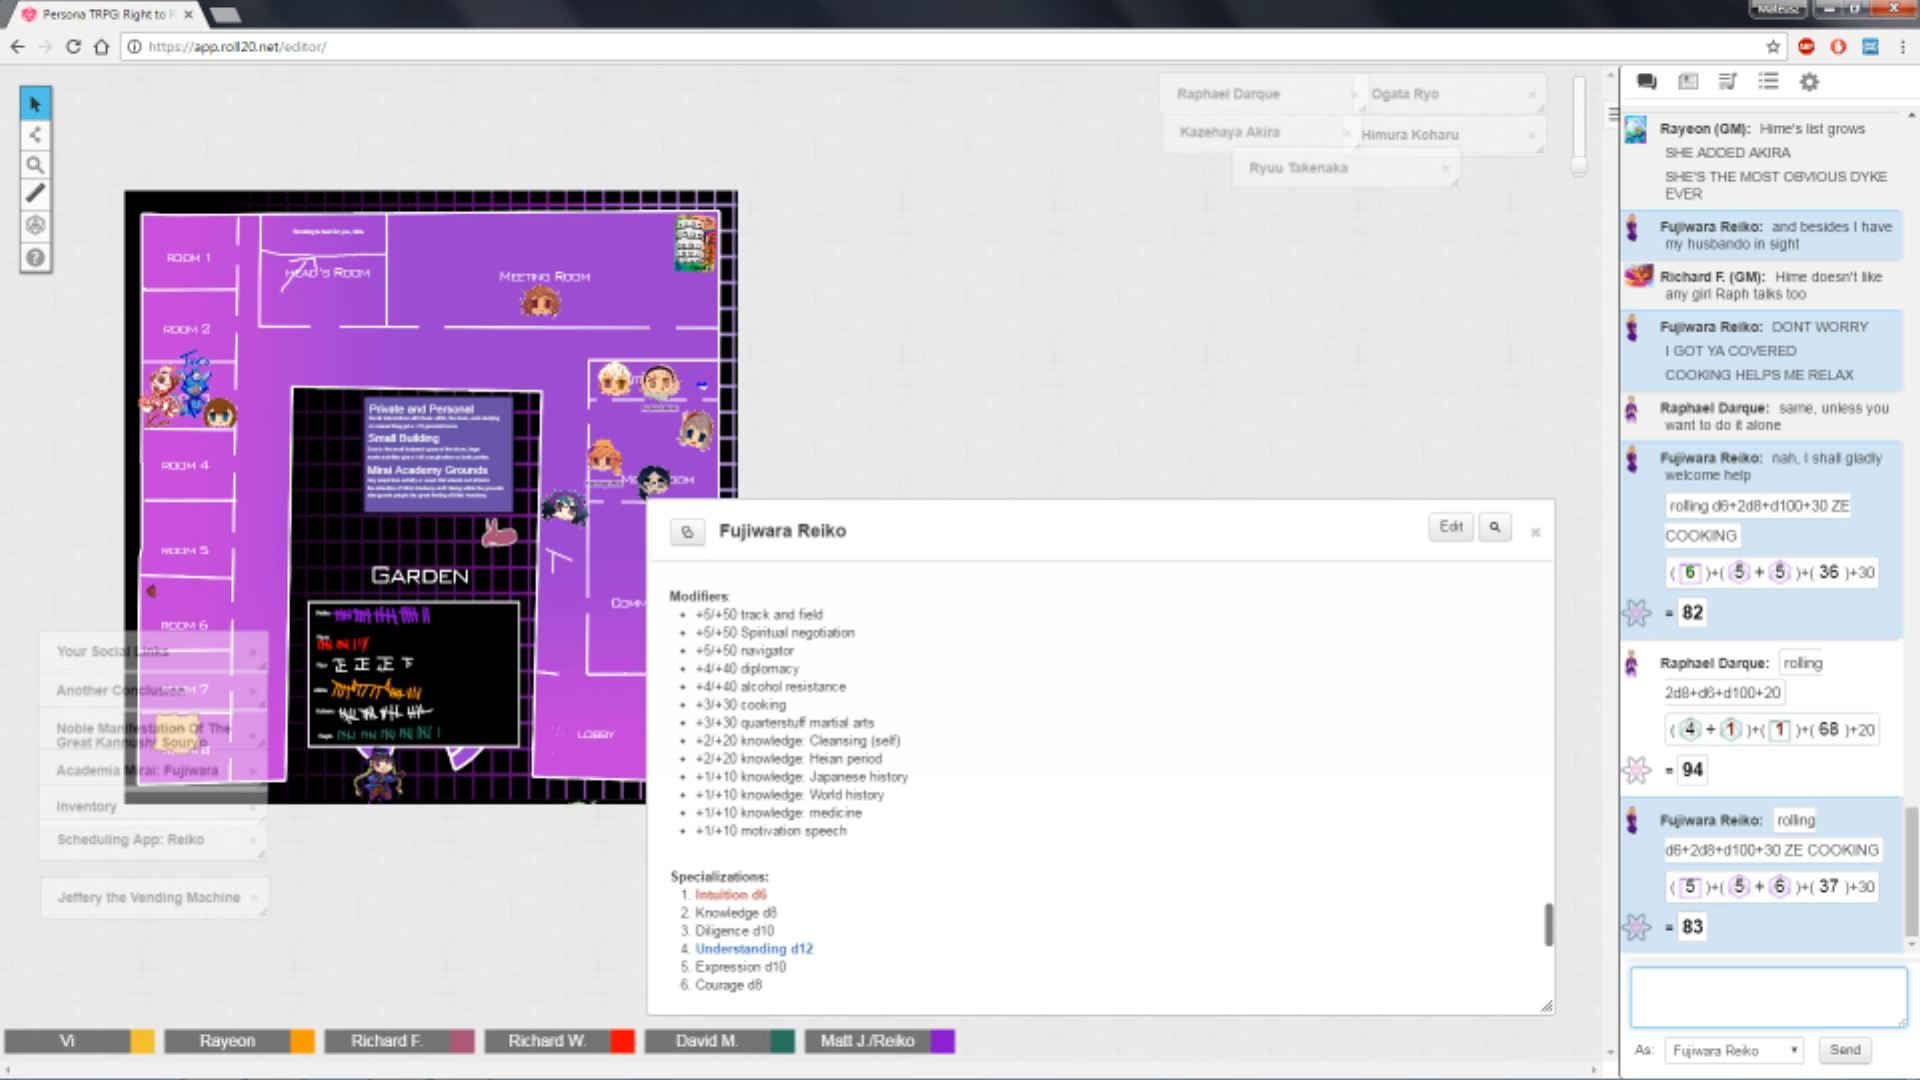 Persona TRPG: Right to
Mateusz
https://app.roll20.net/editor/
Raphael Darque
Ogata Ryo
Kazehaya Akira
Himura Koharu
Ryuu Takenaka
ROOM 1
HEAD'S ROOM
MEETING ROOM
ROOM 2
Private and Personal
Small Building
Mirai Academy Grounds
ROOM 4
ROOM 5
GARDEN
ROOM 6
正 正 正 下
LOBBY
Your Social Links
Another Conclusion
Noble Manifestation Of The
Great Kannushi Souryo
Academia Mirai: Fujiwara
Inventory
Scheduling App: Reiko
Jeffery the Vending Machine
Fujiwara Reiko
Edit
Modifiers:
+5/+50 track and field
+5/+50 Spiritual negotiation
+5/+50 navigator
+4/+40 diplomacy
+4/+40 alcohol resistance
+3/+30 cooking
+3/+30 quarterstuff martial arts
+2/+20 knowledge: Cleansing (self)
+2/+20 knowledge: Heian period
+1/+10 knowledge: Japanese history
+1/+10 knowledge: World history
+1/+10 knowledge: medicine
+1/+10 motivation speech
Specializations:
1. Intuition d6
2. Knowledge d8
3. Diligence d10
4. Understanding d12
5. Expression d10
6. Courage d8
Vi
Rayeon
Richard F.
Richard W.
David M.
Matt J./Reiko
Rayeon (GM): Hime's list grows
SHE ADDED AKIRA
SHE'S THE MOST OBVIOUS DYKE
EVER
Fujiwara Reiko: and besides I have
my husbando in sight
Richard F. (GM): Hime doesn't like
any girl Raph talks too
Fujiwara Reiko: DONT WORRY
I GOT YA COVERED
COOKING HELPS ME RELAX
Raphael Darque: same, unless you
want to do it alone
Fujiwara Reiko: nah, I shall gladly
welcome help
rolling d6+2d8+d100+30 ZE
COOKING
(6)+(5+5)+(36)+30
= 82
Raphael Darque: rolling
2d8+d6+d100+20
(4+1)+(1)+(68)+20
= 94
Fujiwara Reiko: rolling
d6+2d8+d100+30 ZE COOKING
(5)+(5+6)+(37)+30
= 83
As: Fujiwara Reiko
Send